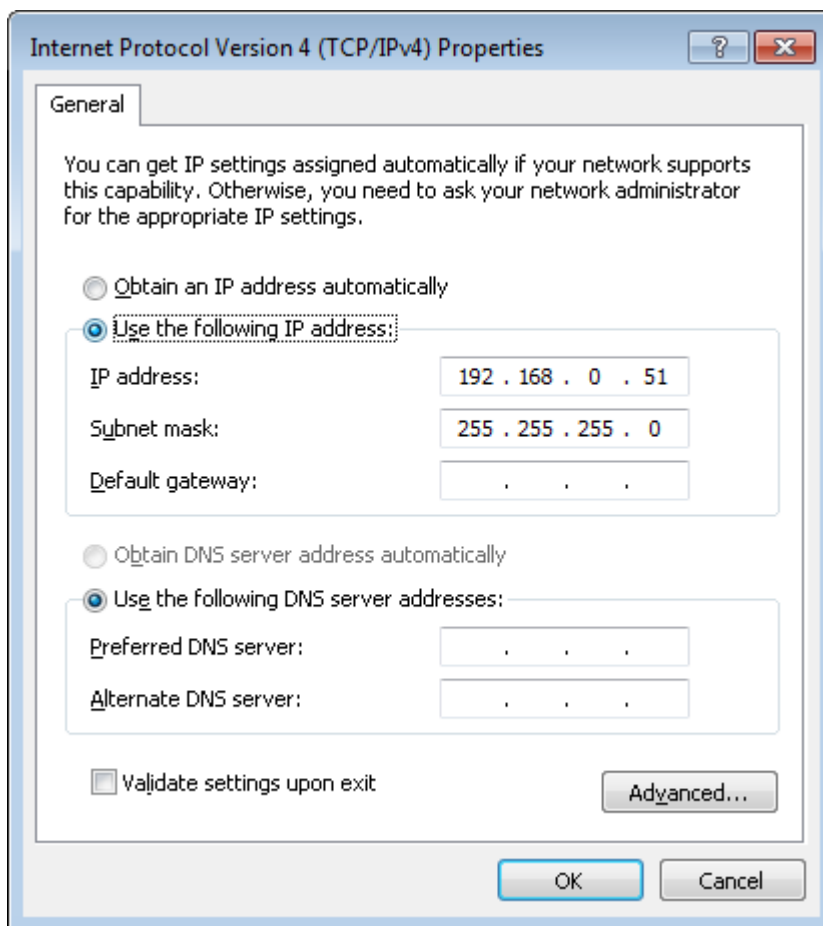 Internet Protocol Version 4 (TCP/IPv4) Properties
General
You can get IP settings assigned automatically if your network supports
this capability. Otherwise, you need to ask your network administrator
for the appropriate IP settings.
Obtain an IP address automatically
Use the following IP address:
IP address: 192 . 168 . 0 . 51
Subnet mask: 255 . 255 . 255 . 0
Default gateway: . . .
Obtain DNS server address automatically
Use the following DNS server addresses:
Preferred DNS server: . . .
Alternate DNS server: . . .
Validate settings upon exit
Advanced...
OK Cancel